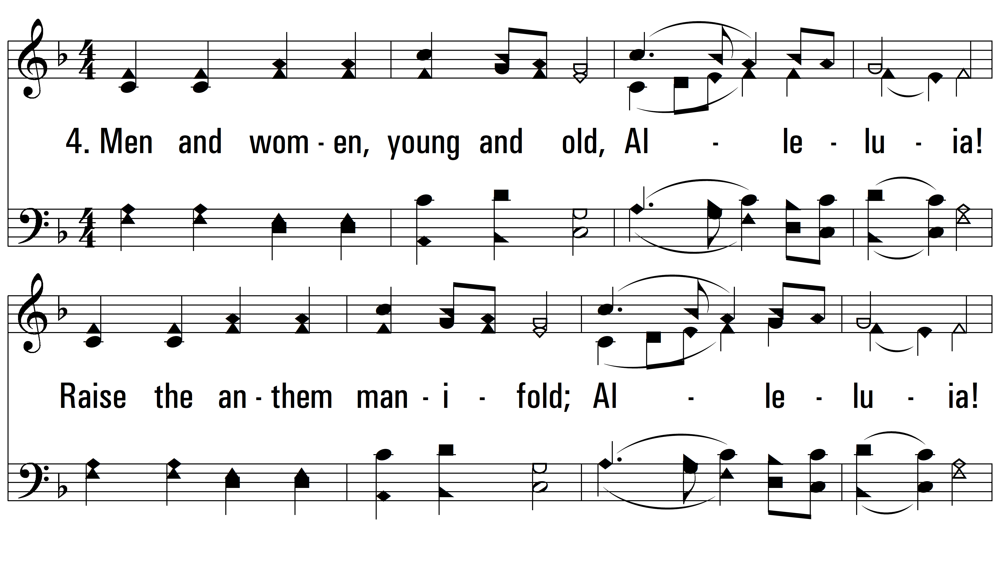 4. Men and wom - en, young and old, Al - le - lu - ia!
Raise the an - them man - i - fold; Al - le - lu - ia!